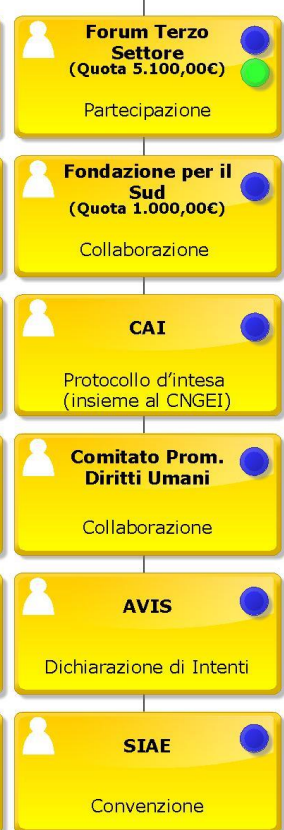 Forum Terzo
Settore
(Quota 5.100,00€)
Partecipazione
Fondazione per il
Sud
(Quota 1.000,00€)
Collaborazione
CAI
Protocollo d’intesa
(insieme al CNGEI)
Comitato Prom.
Diritti Umani
Collaborazione
AVIS
Dichiarazione di Intenti
SIAE
Convenzione